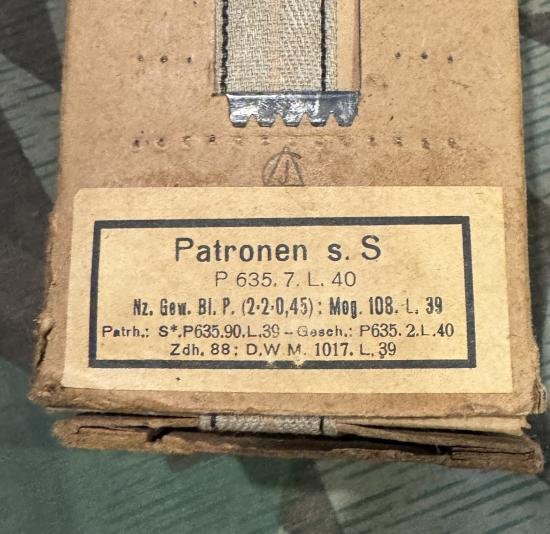 Patronen s. S
P 635. 7. L. 40
Nz. Gew. Bl. P. (2·2·0,45) : Mog. 108. L. 39
Patrh.: S*. P635. 90. L. 39 – Gesch.: P635. 2. L. 40
Zdh. 88 : D. W. M. 1017. L. 39